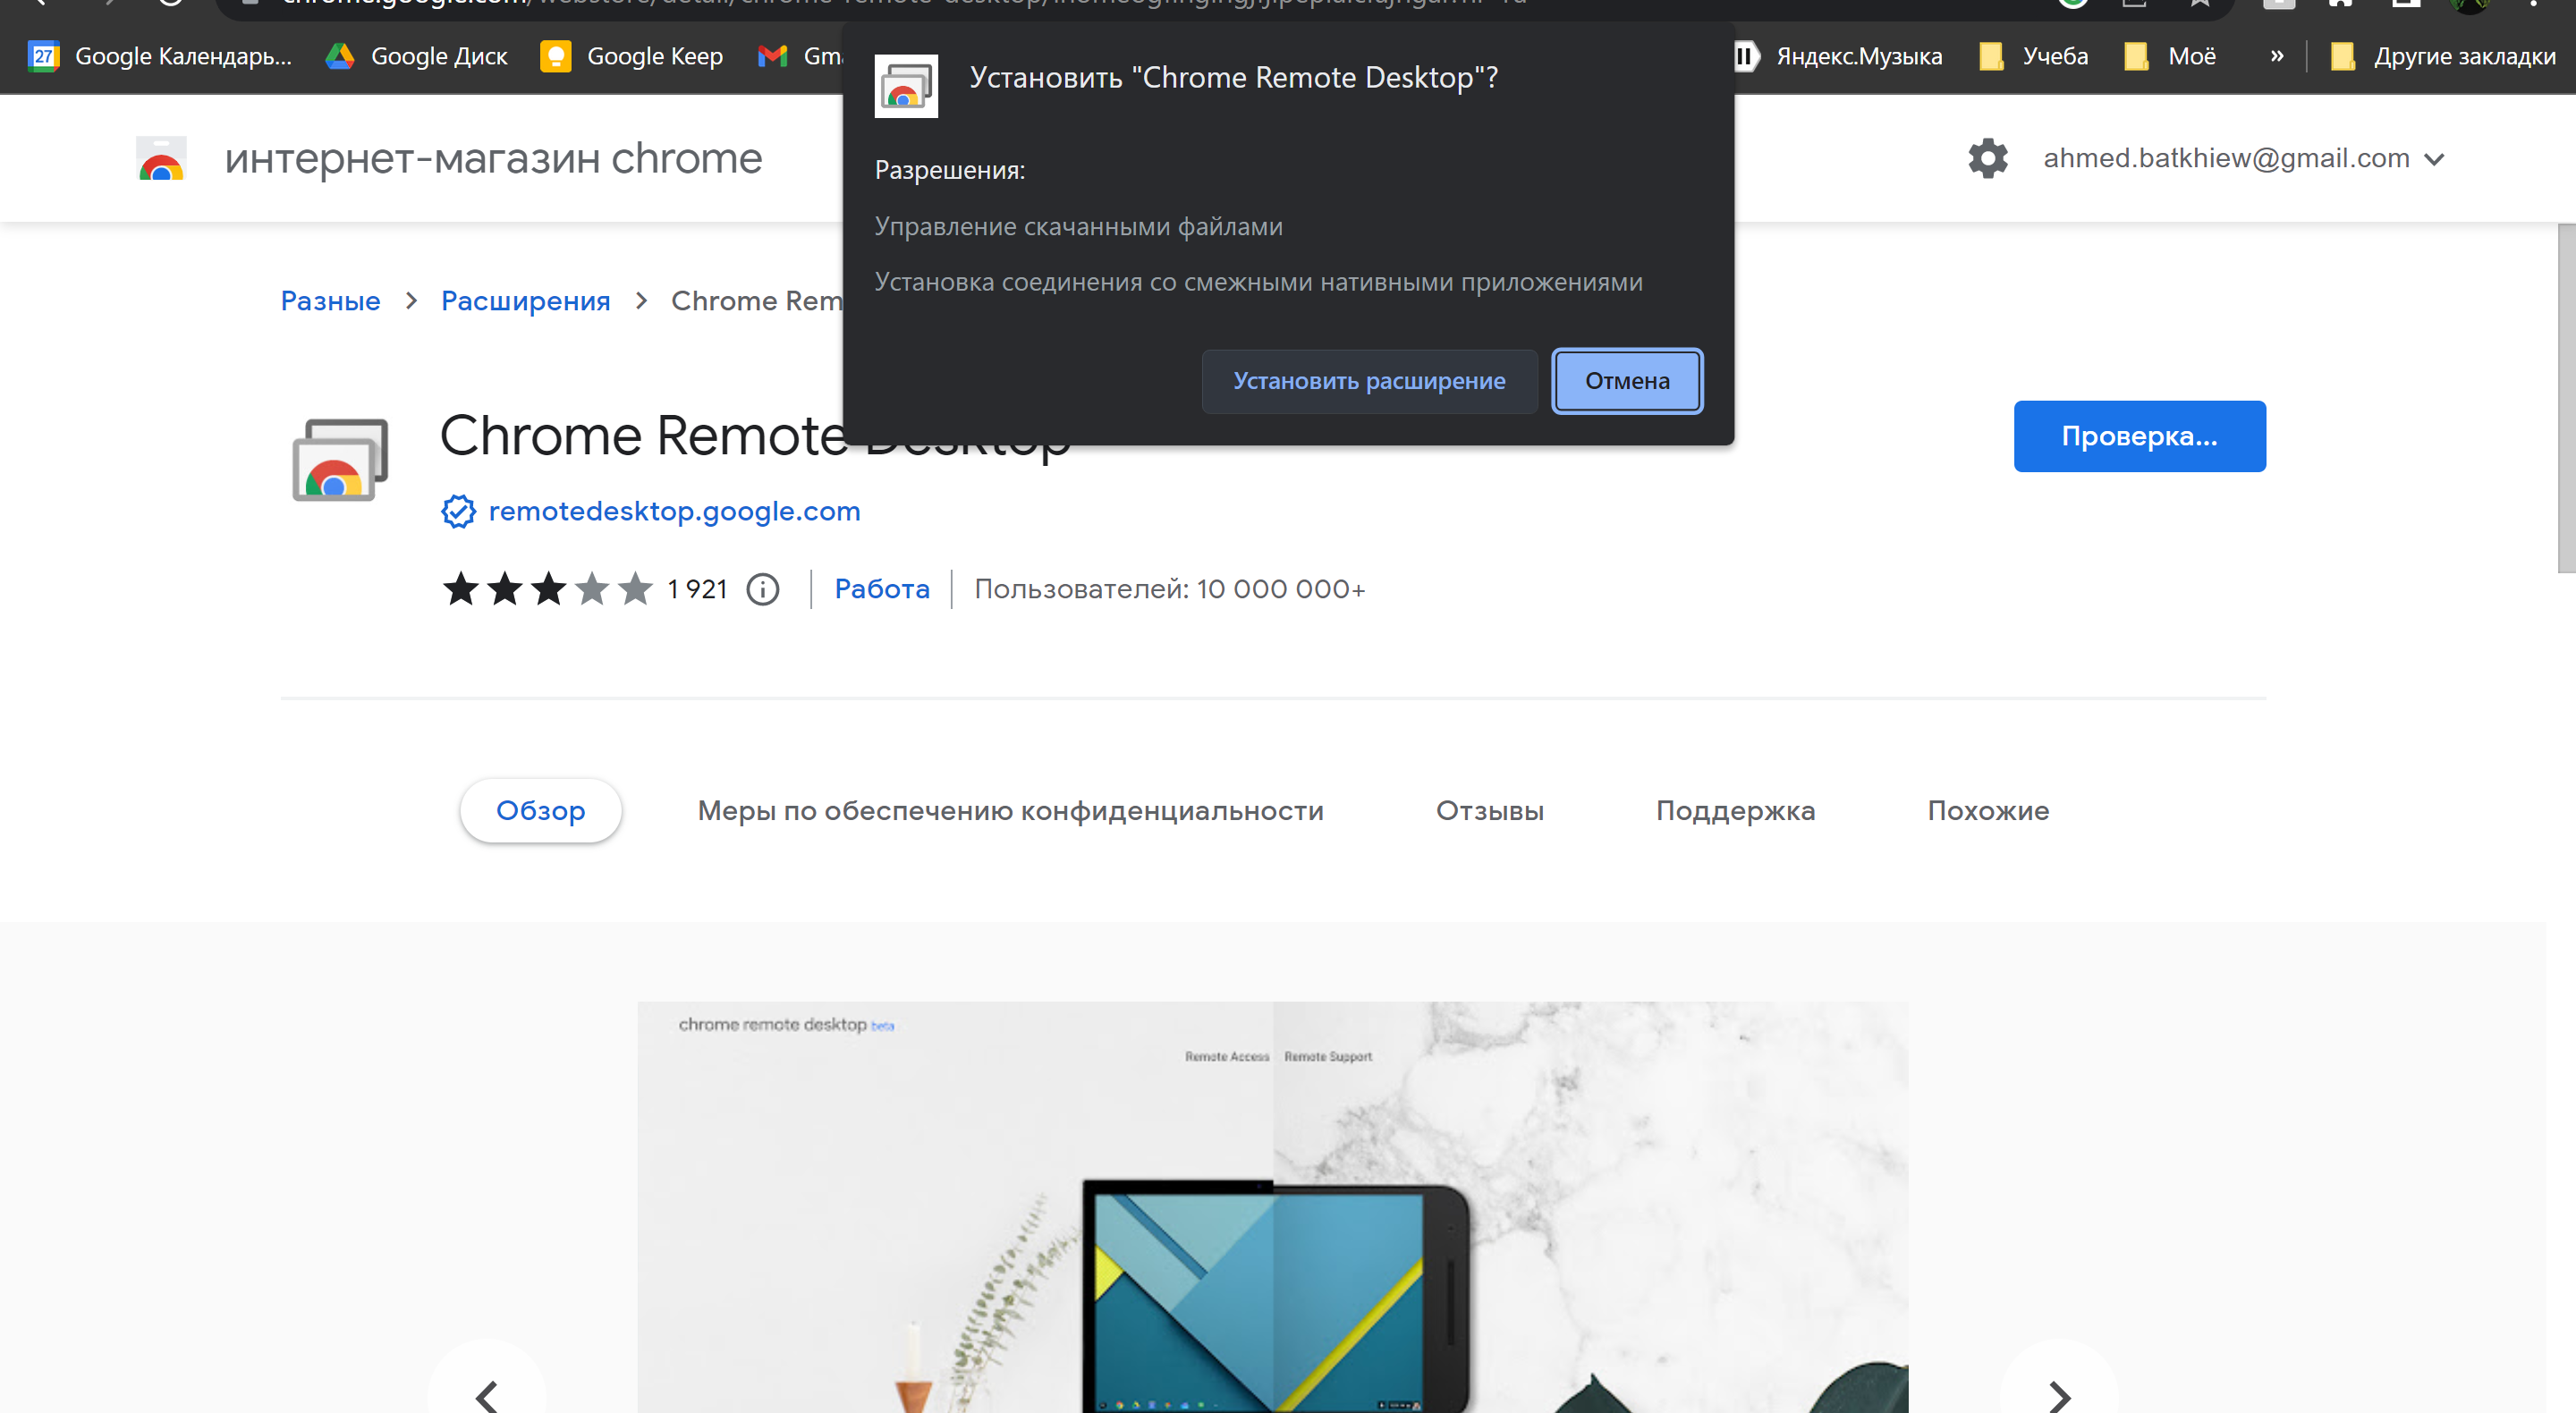 27 Google Календарь...
Google Диск
Google Keep
Яндекс.Музыка
Учеба
Моё
»
Другие закладки
Установить "Chrome Remote Desktop"?
Разрешения:
Управление скачанными файлами
Установка соединения со смежными нативными приложениями
Установить расширение
Отмена
интернет-магазин chrome
ahmed.batkhiew@gmail.com
Разные > Расширения > Chrome Rem
Chrome Remote Desktop
Проверка...
remotedesktop.google.com
1 921
Работа
Пользователей: 10 000 000+
Обзор
Меры по обеспечению конфиденциальности
Отзывы
Поддержка
Похожие
chrome remote desktop beta
Remote Access
Remote Support